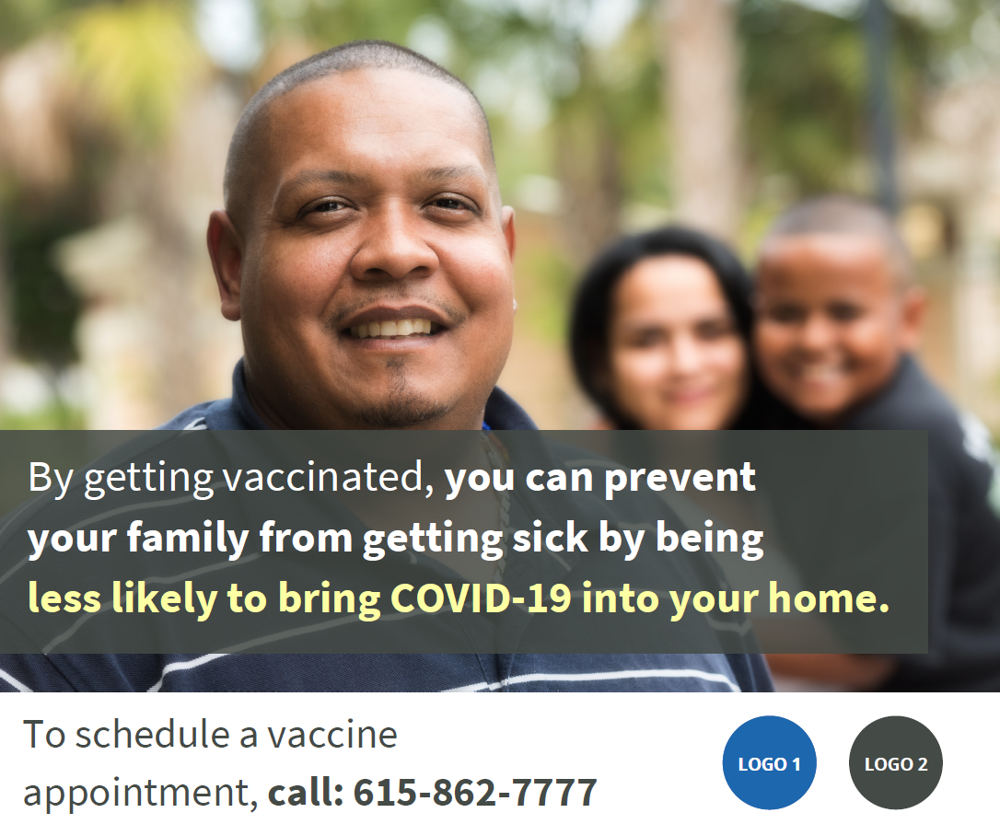 By getting vaccinated, you can prevent
your family from getting sick by being
less likely to bring COVID-19 into your home.
To schedule a vaccine
appointment, call: 615-862-7777
LOGO 1
LOGO 2